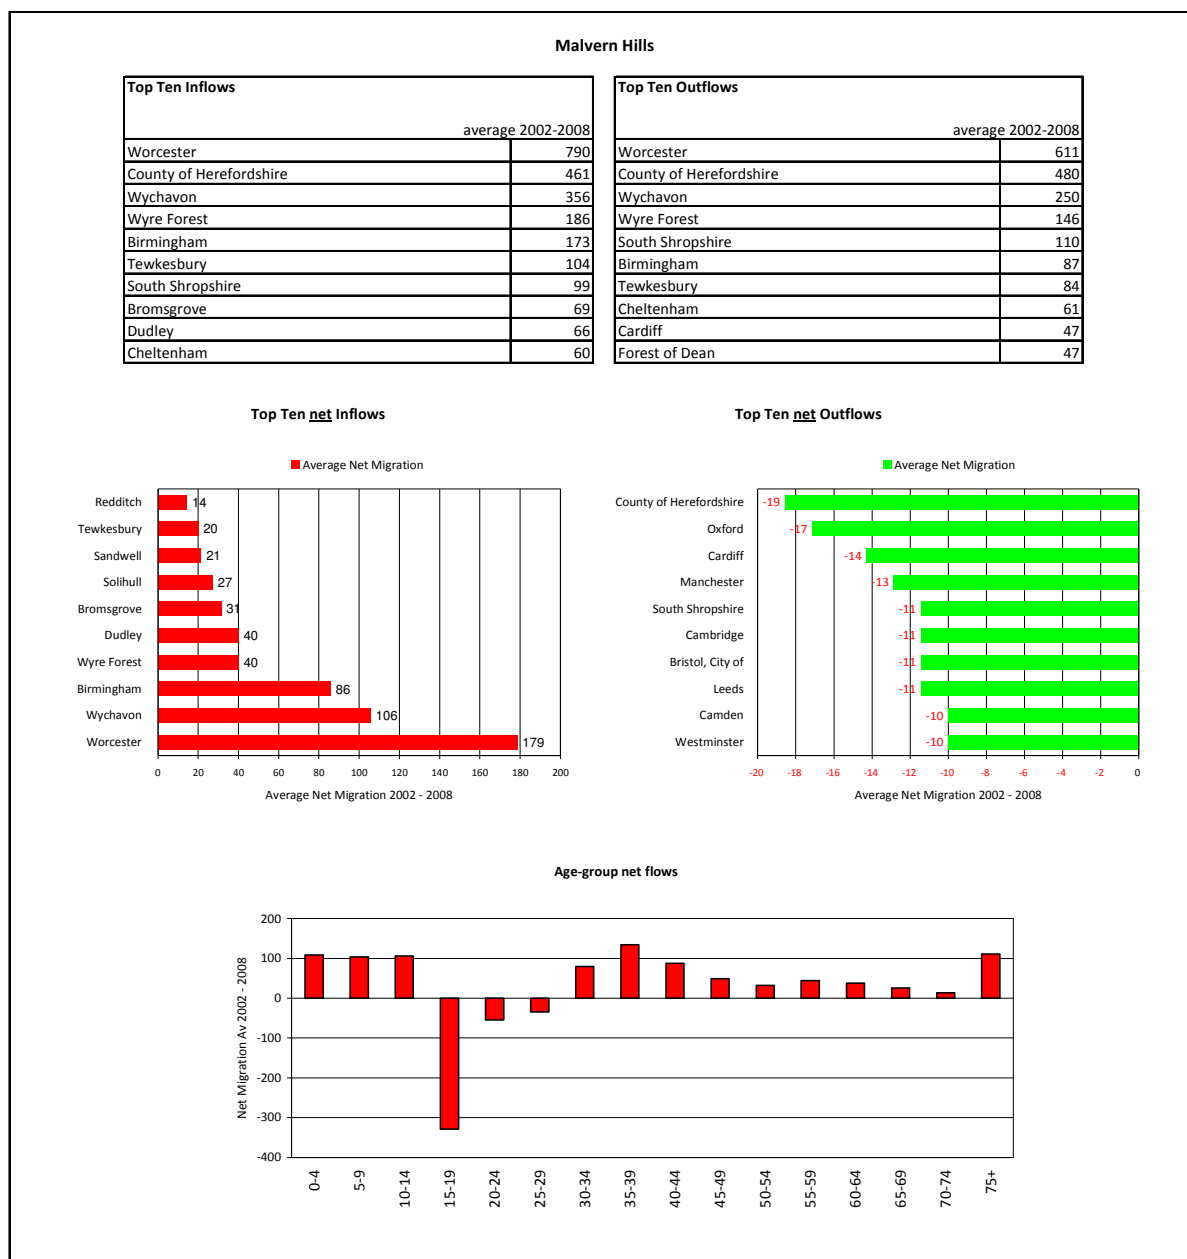 Malvern Hills
Top Ten Inflows
average 2002-2008
Worcester 790
County of Herefordshire 461
Wychavon 356
Wyre Forest 186
Birmingham 173
Tewkesbury 104
South Shropshire 99
Bromsgrove 69
Dudley 66
Cheltenham 60
Top Ten Outflows
average 2002-2008
Worcester 611
County of Herefordshire 480
Wychavon 250
Wyre Forest 146
South Shropshire 110
Birmingham 87
Tewkesbury 84
Cheltenham 61
Cardiff 47
Forest of Dean 47
Top Ten net Inflows
Average Net Migration
Redditch 14
Tewkesbury 20
Sandwell 21
Solihull 27
Bromsgrove 31
Dudley 40
Wyre Forest 40
Birmingham 86
Wychavon 106
Worcester 179
0 20 40 60 80 100 120 140 160 180 200
Average Net Migration 2002 - 2008
Top Ten net Outflows
Average Net Migration
County of Herefordshire -19
Oxford -17
Cardiff -14
Manchester -13
South Shropshire -11
Cambridge -11
Bristol, City of -11
Leeds -11
Camden -10
Westminster -10
-20 -18 -16 -14 -12 -10 -8 -6 -4 -2 0
Average Net Migration 2002 - 2008
Age-group net flows
Net Migration Av 2002 - 2008
200
100
0
-100
-200
-300
-400
0-4 5-9 10-14 15-19 20-24 25-29 30-34 35-39 40-44 45-49 50-54 55-59 60-64 65-69 70-74 75+